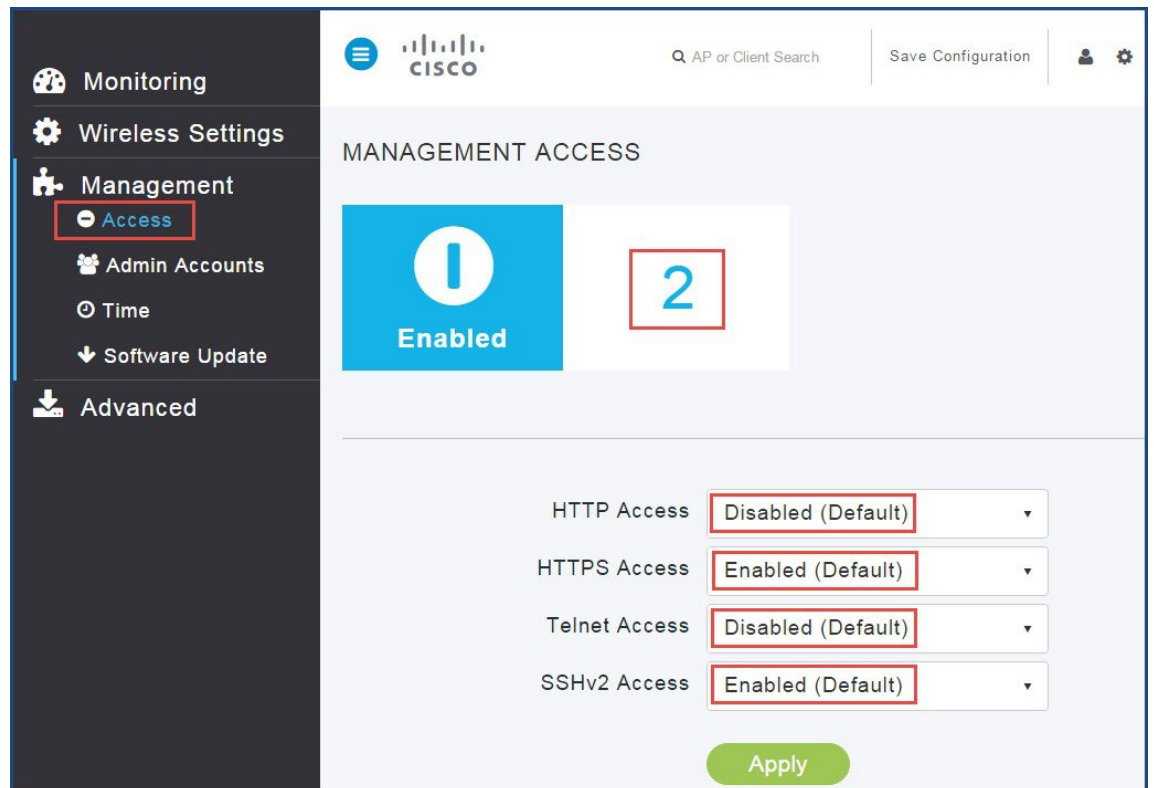 Monitoring
Wireless Settings
Management
Access
Admin Accounts
Time
Software Update
Advanced
CISCO
AP or Client Search
Save Configuration
MANAGEMENT ACCESS
Enabled
2
HTTP Access Disabled (Default)
HTTPS Access Enabled (Default)
Telnet Access Disabled (Default)
SSHv2 Access Enabled (Default)
Apply